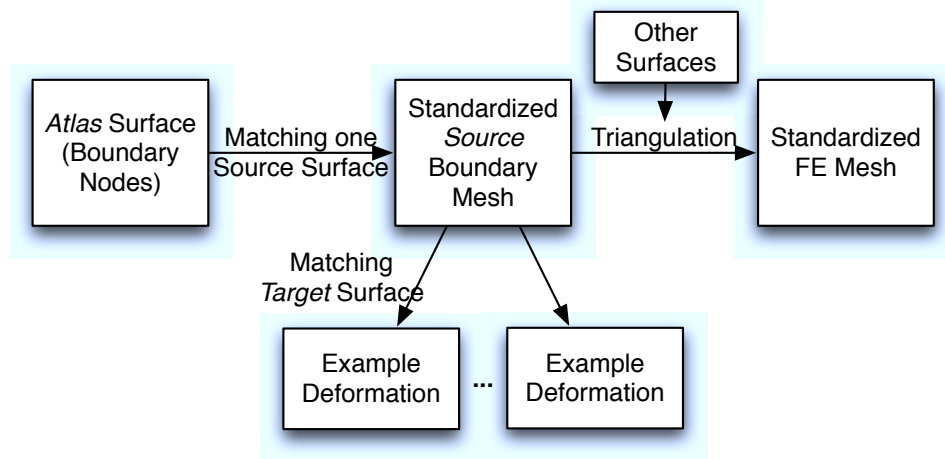 Other
Surfaces
Atlas Surface
(Boundary
Nodes)
Matching one
Source Surface
Standardized
Source
Boundary
Mesh
Triangulation
Standardized
FE Mesh
Matching
Target Surface
Example
Deformation
...
Example
Deformation